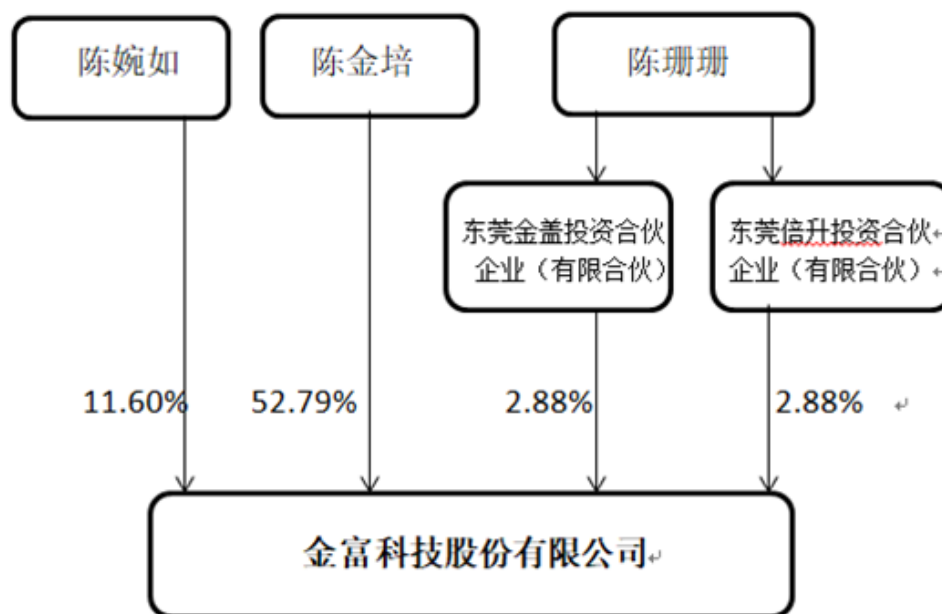 陈婉如
陈金培
陈珊珊
东莞金盖投资合伙
企业（有限合伙）
东莞倍升投资合伙
企业（有限合伙）
11.60%
52.79%
2.88%
2.88%
金富科技股份有限公司